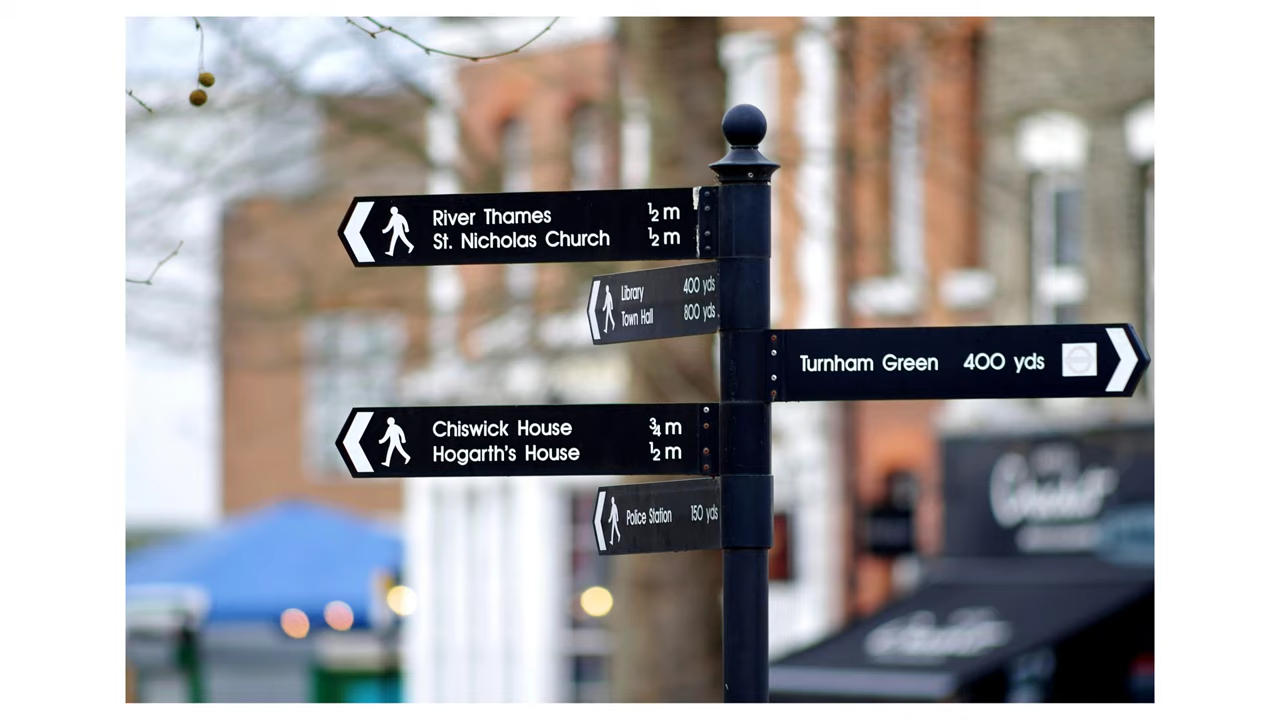 River Thames ½ m
St. Nicholas Church ½ m
Library 400 yds
Town Hall 800 yds
Turnham Green 400 yds
Chiswick House ¾ m
Hogarth's House ½ m
Police Station 150 yds